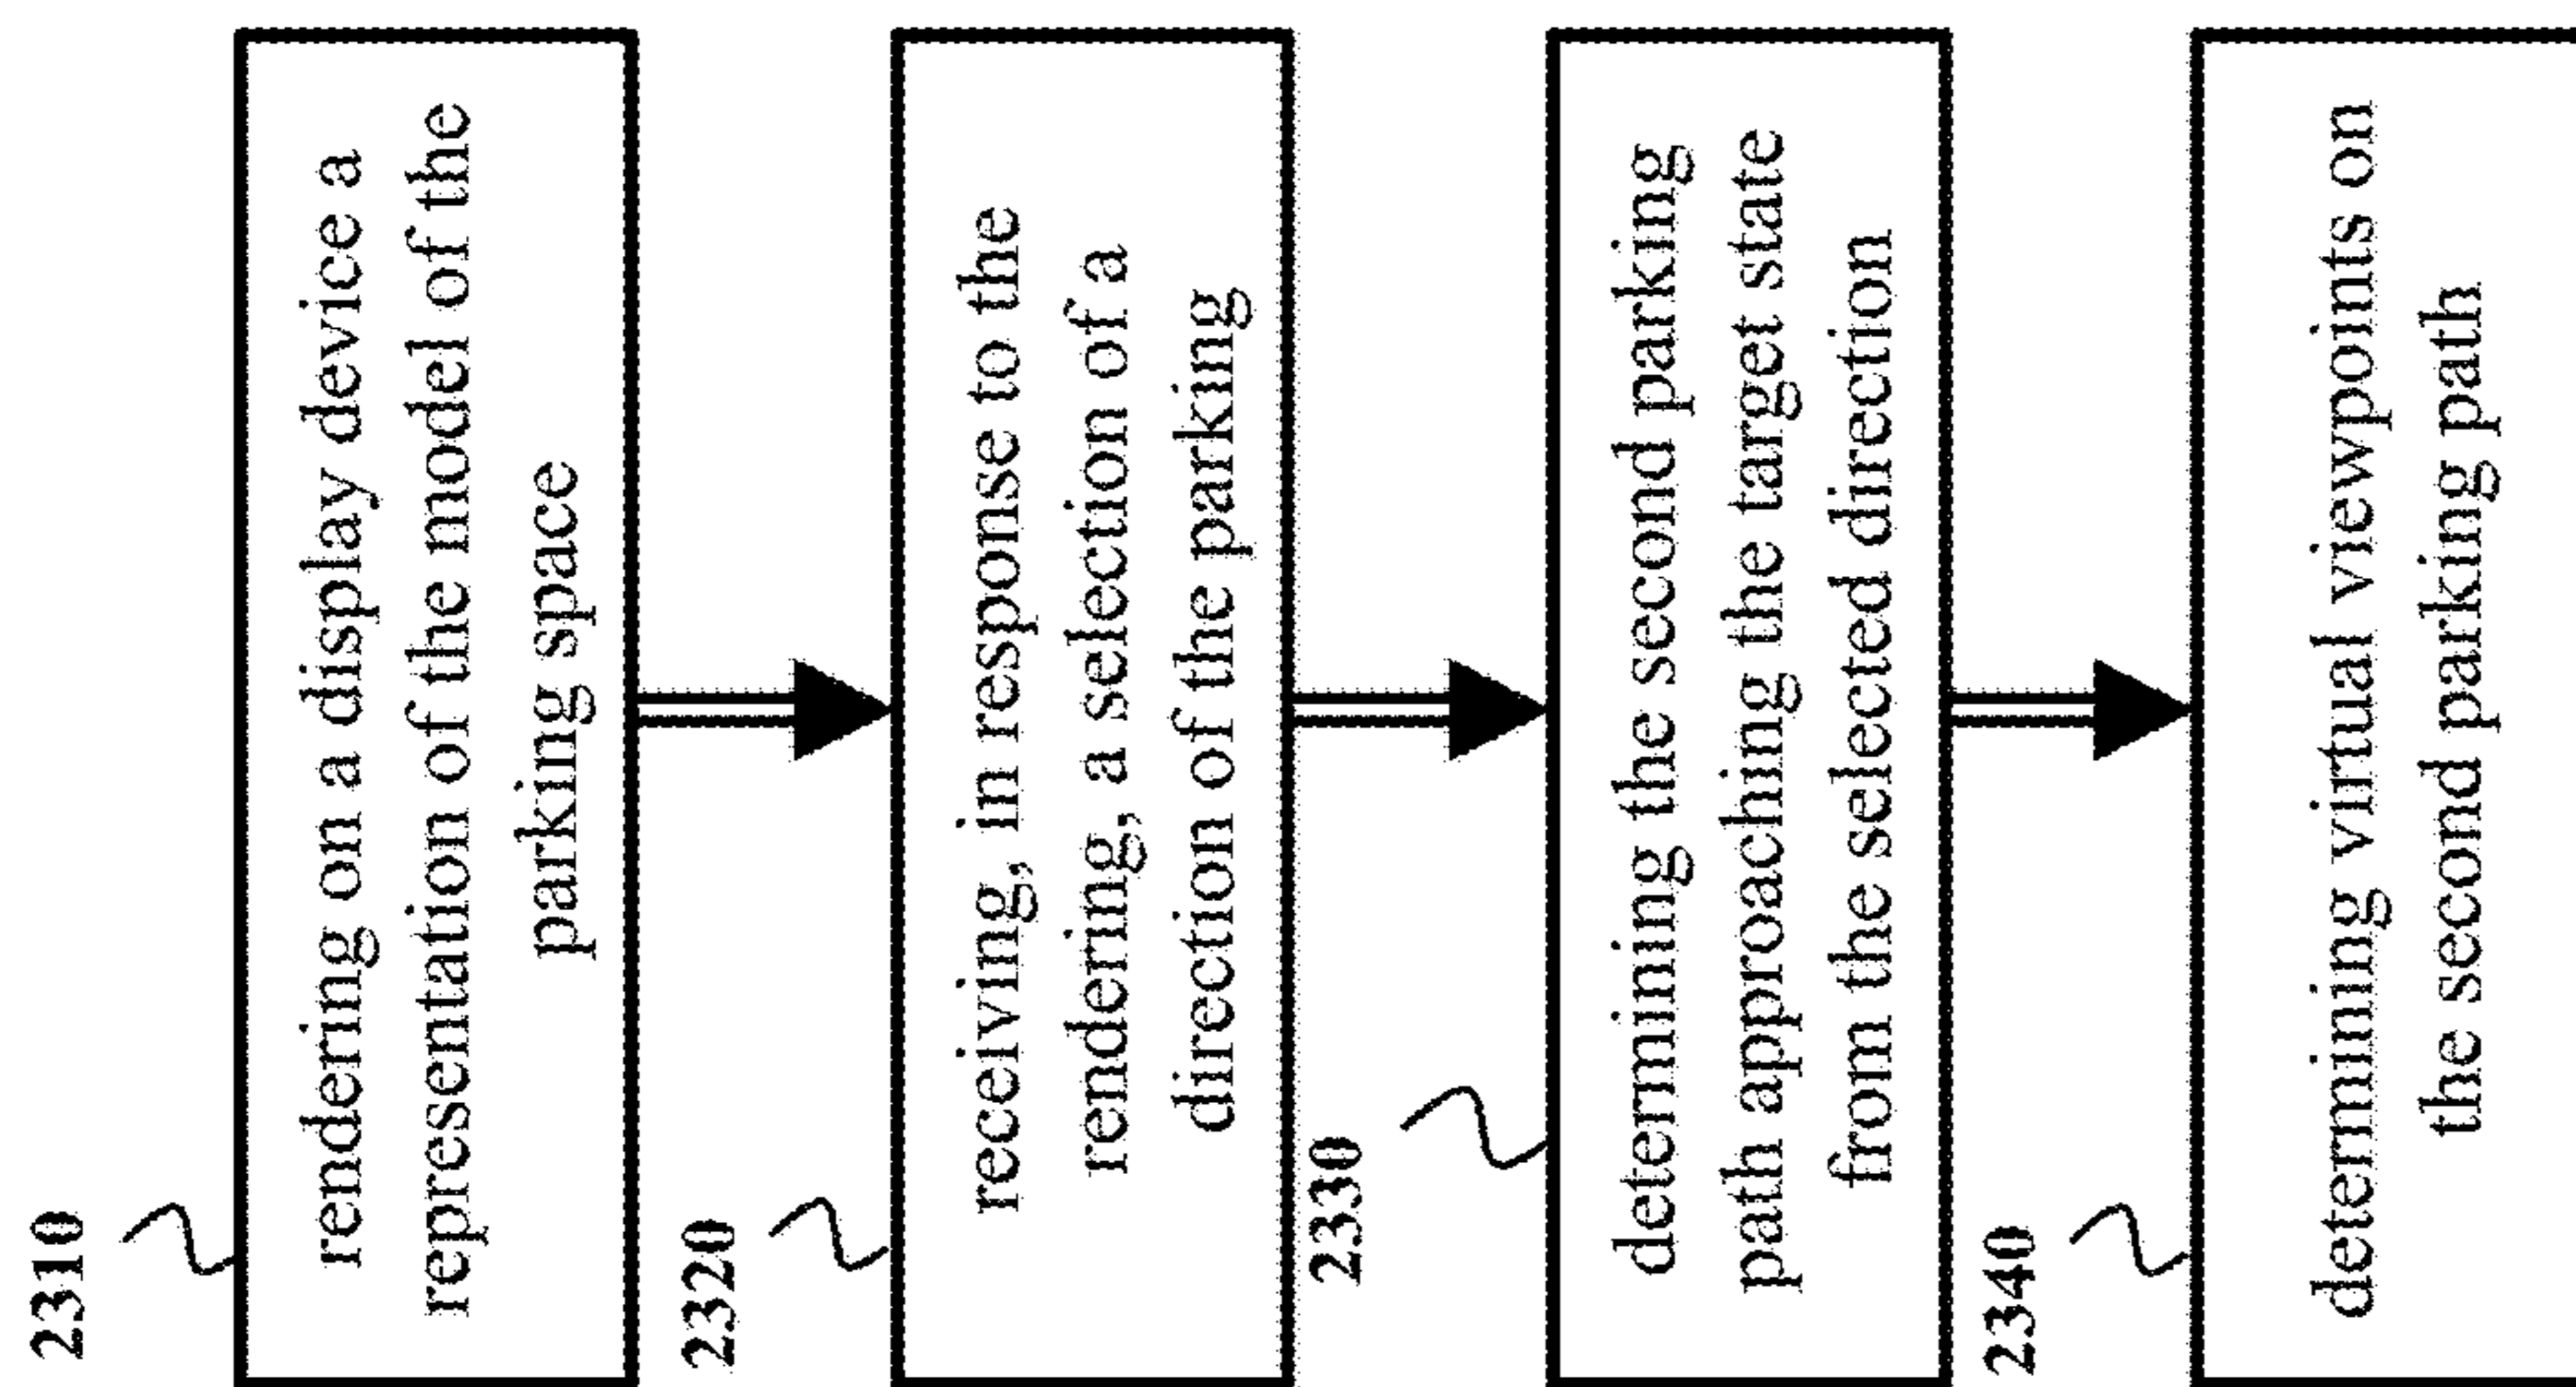 2310
rendering on a display device a
representation of the model of the
parking space
2320
receiving, in response to the
rendering, a selection of a
direction of the parking
2330
determining the second parking
path approaching the target state
from the selected direction
2340
determining virtual viewpoints on
the second parking path